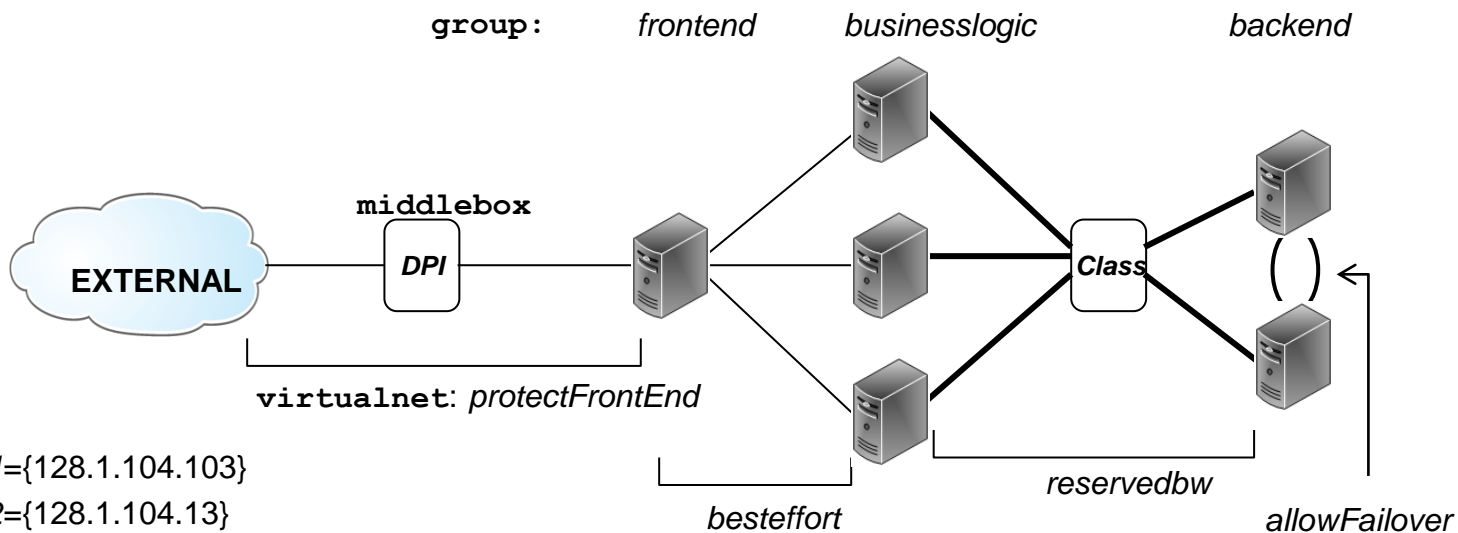 group: frontend businesslogic backend
middlebox
EXTERNAL
DPI
Class
( )
virtualnet: protectFrontEnd
={128.1.104.103}
={128.1.104.13}
besteffort
reservedbw
allowFailover